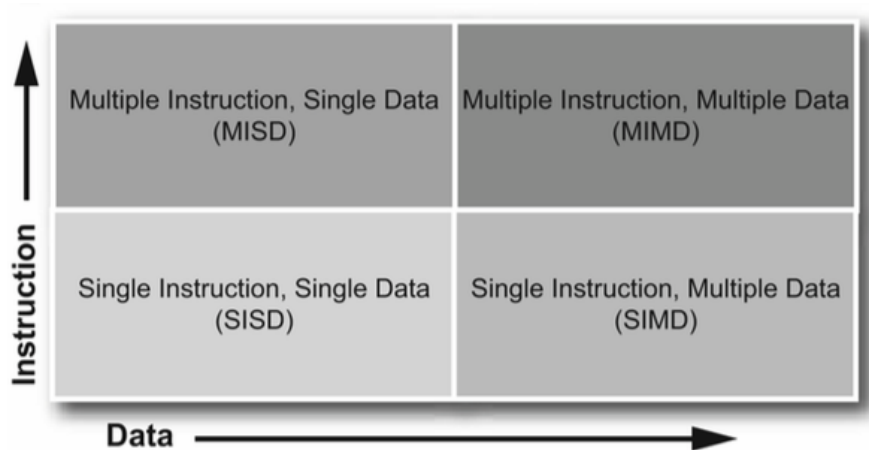 Multiple Instruction, Single Data
(MISD)
Multiple Instruction, Multiple Data
(MIMD)
Single Instruction, Single Data
(SISD)
Single Instruction, Multiple Data
(SIMD)
Instruction
Data